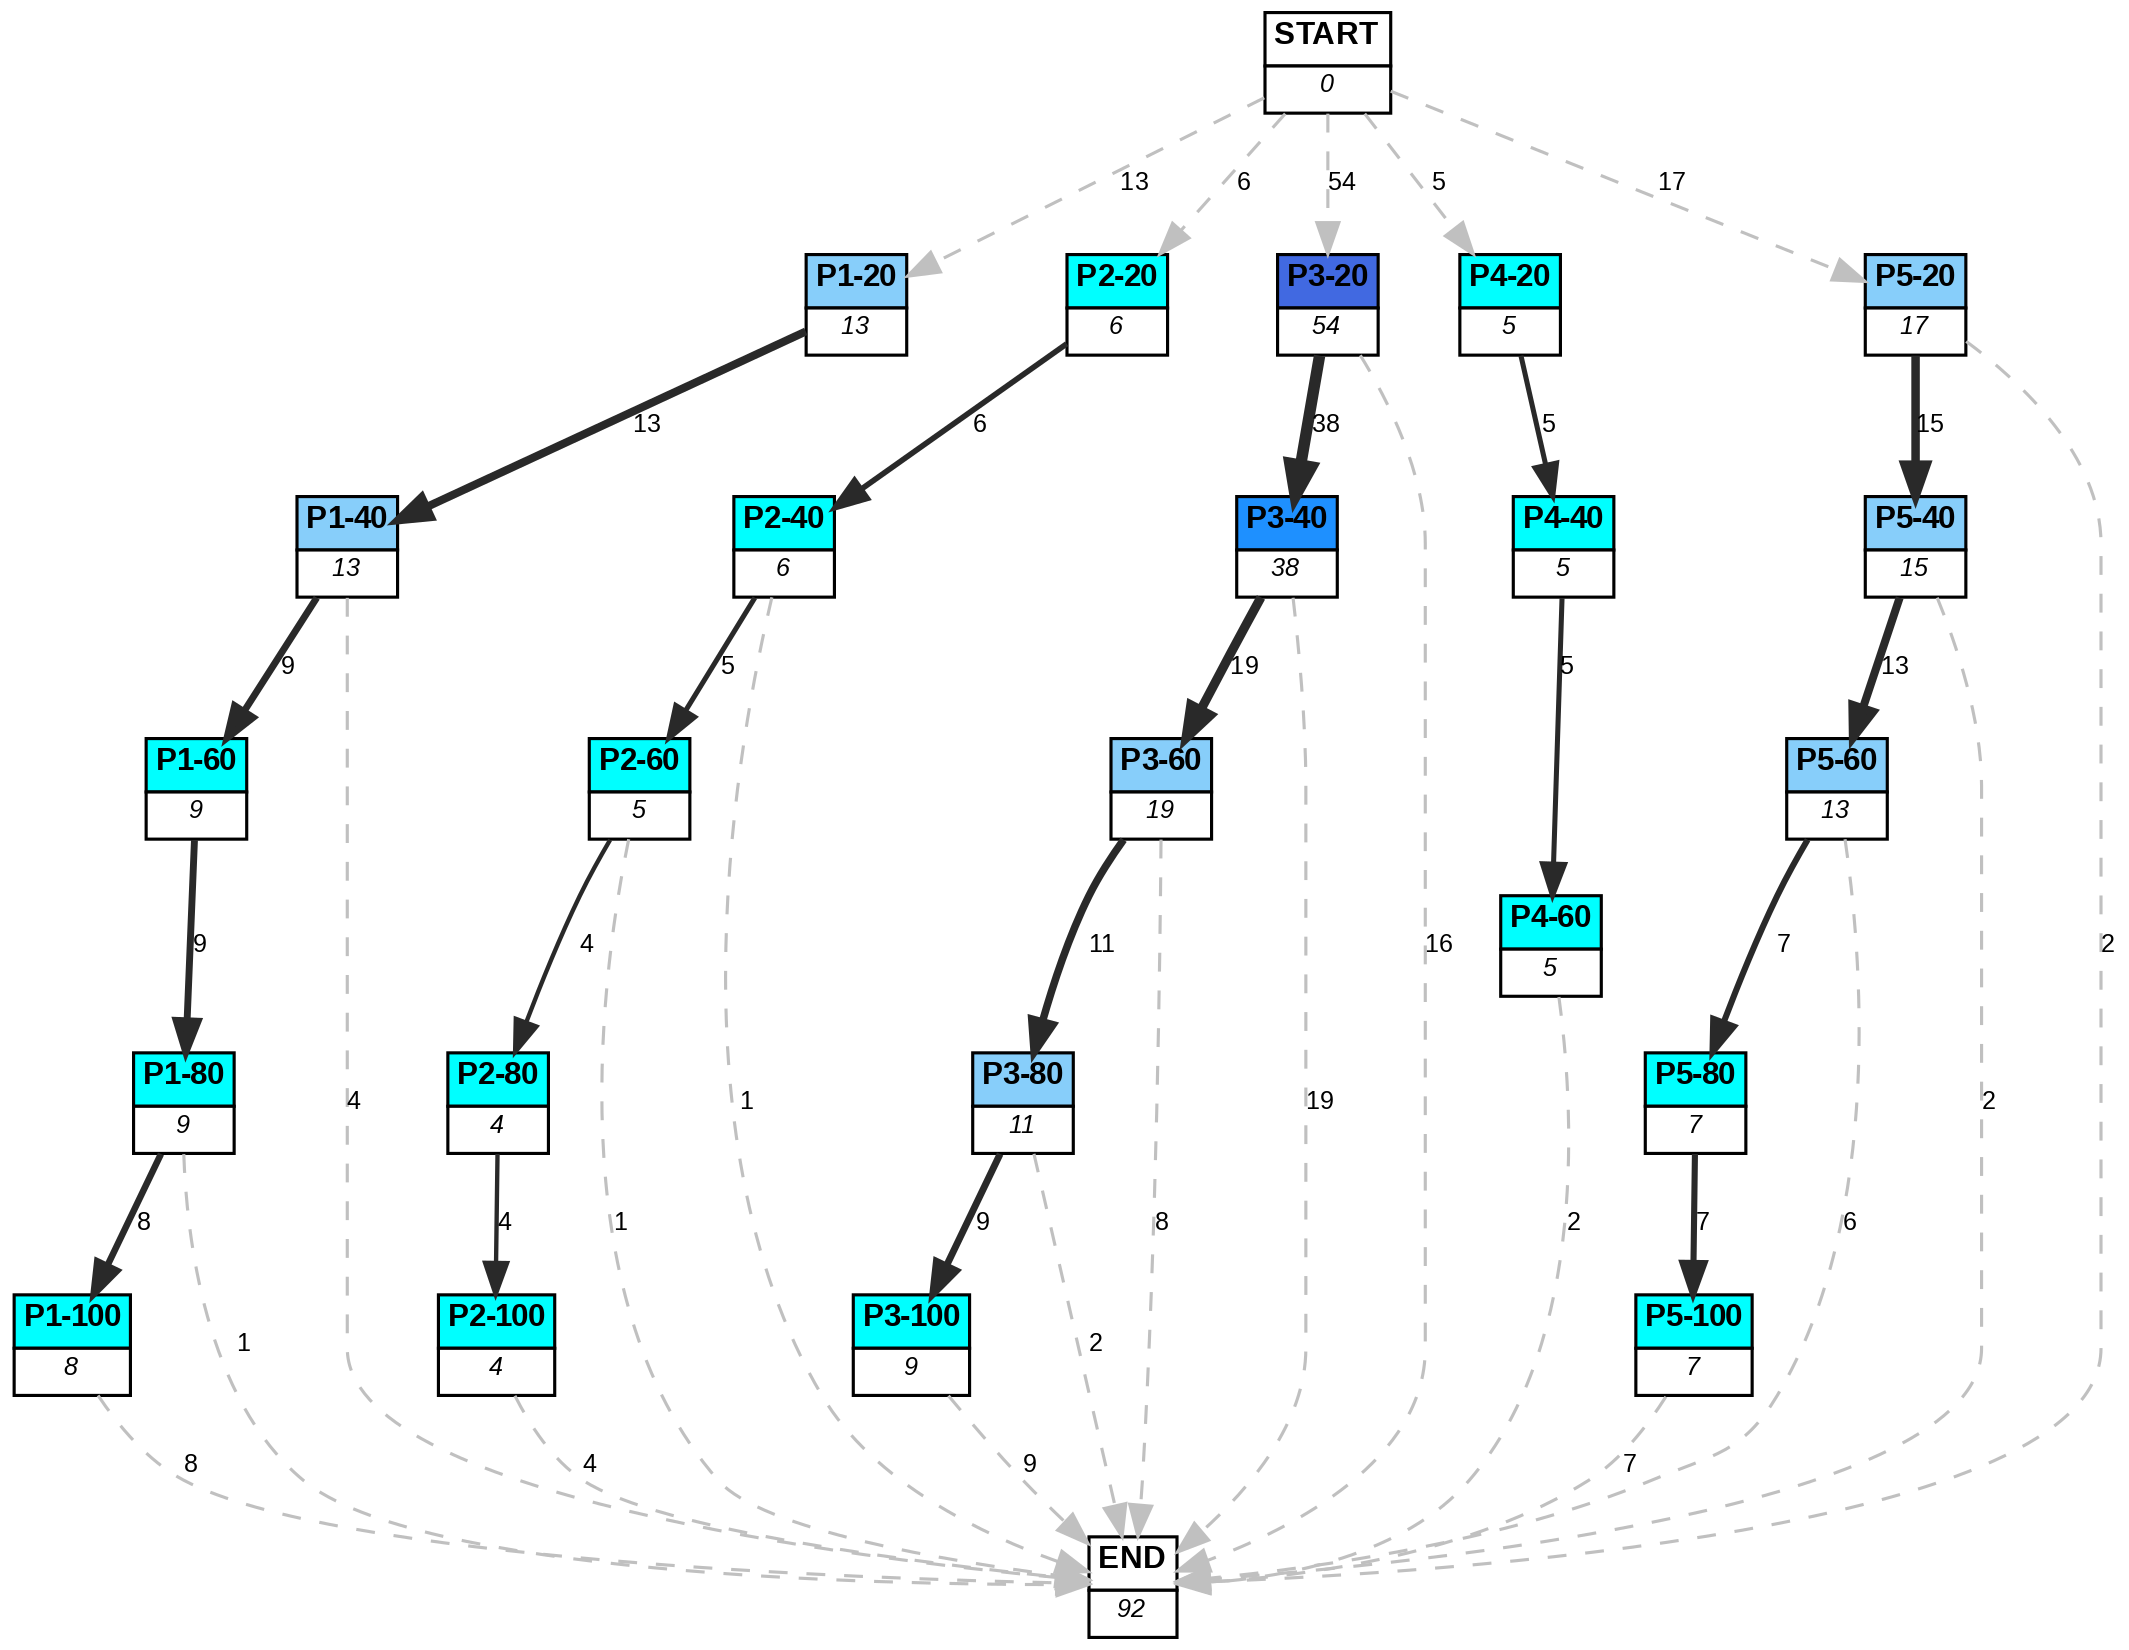 START
0
13
6
54
5
17
P1-20
13
P2-20
6
P3-20
54
P4-20
5
P5-20
17
13
6
38
5
15
P1-40
13
P2-40
6
P3-40
38
P4-40
5
P5-40
15
9
5
19
5
13
P1-60
9
P2-60
5
P3-60
19
P5-60
13
P4-60
5
9
4
11
16
7
2
P1-80
9
P2-80
4
P3-80
11
P5-80
7
4
1
19
2
8
4
1
9
8
2
7
6
P1-100
8
P2-100
4
P3-100
9
P5-100
7
1
2
8
4
9
7
END
92